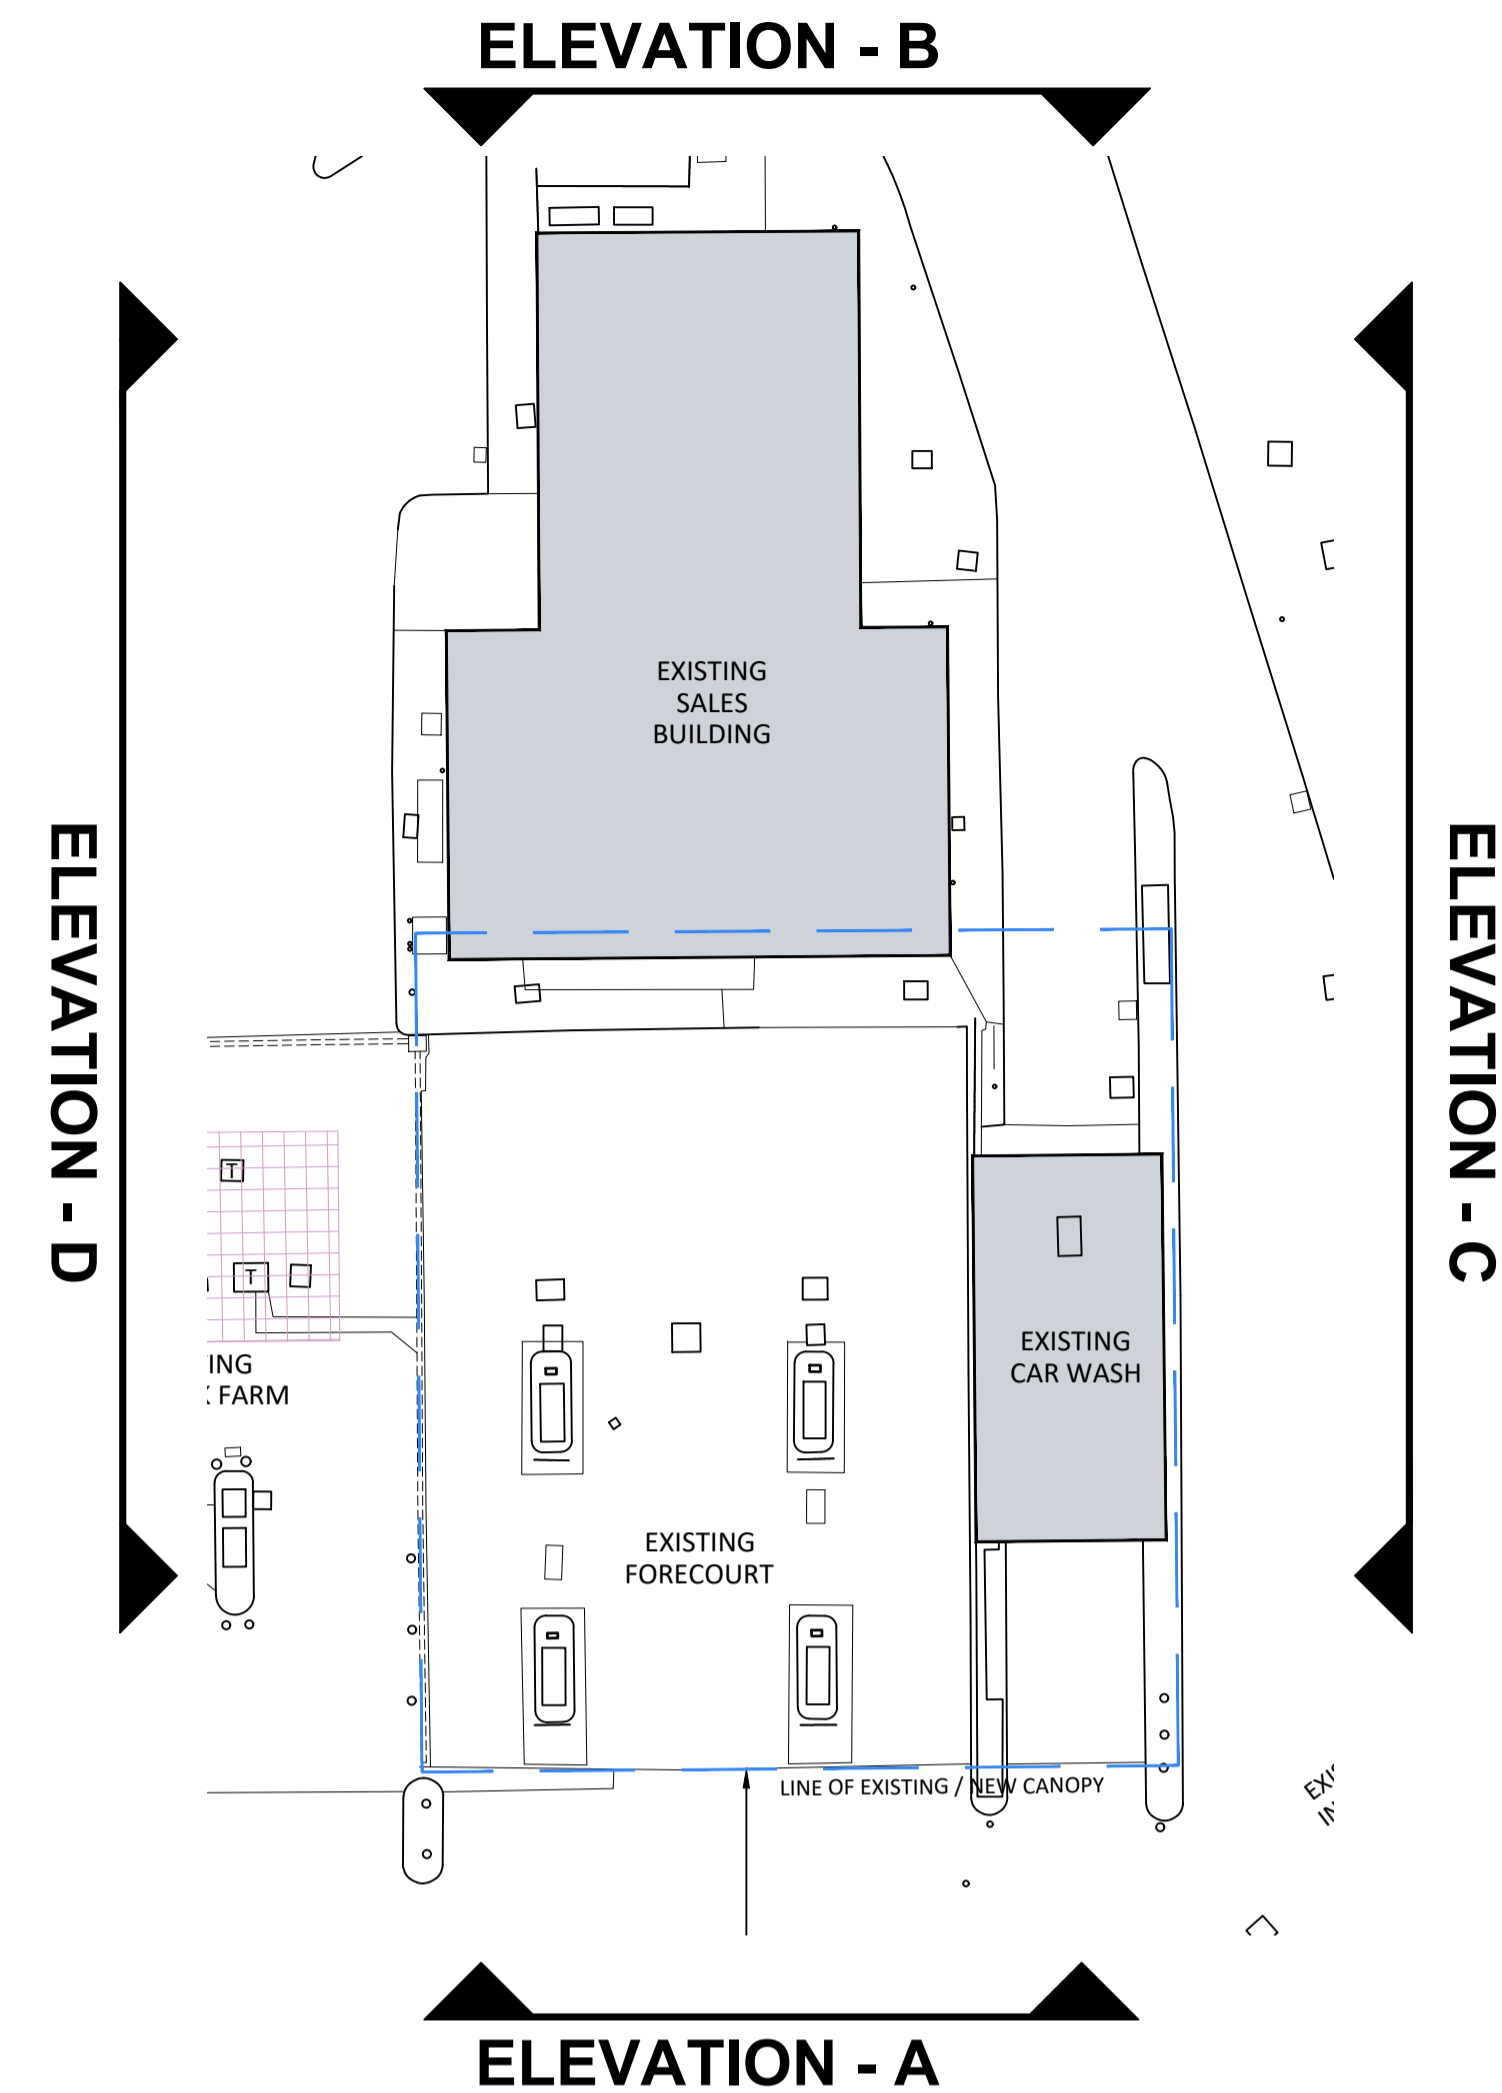 ELEVATION - B
EXISTING
SALES
BUILDING
ELEVATION - D
ELEVATION - C
T
T
ING
FARM
EXISTING
CAR WASH
EXISTING
FORECOURT
LINE OF EXISTING / NEW CANOPY
ELEVATION - A